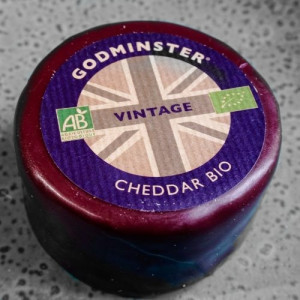 GODMINSTER®
VINTAGE
AB
CHEDDAR BIO